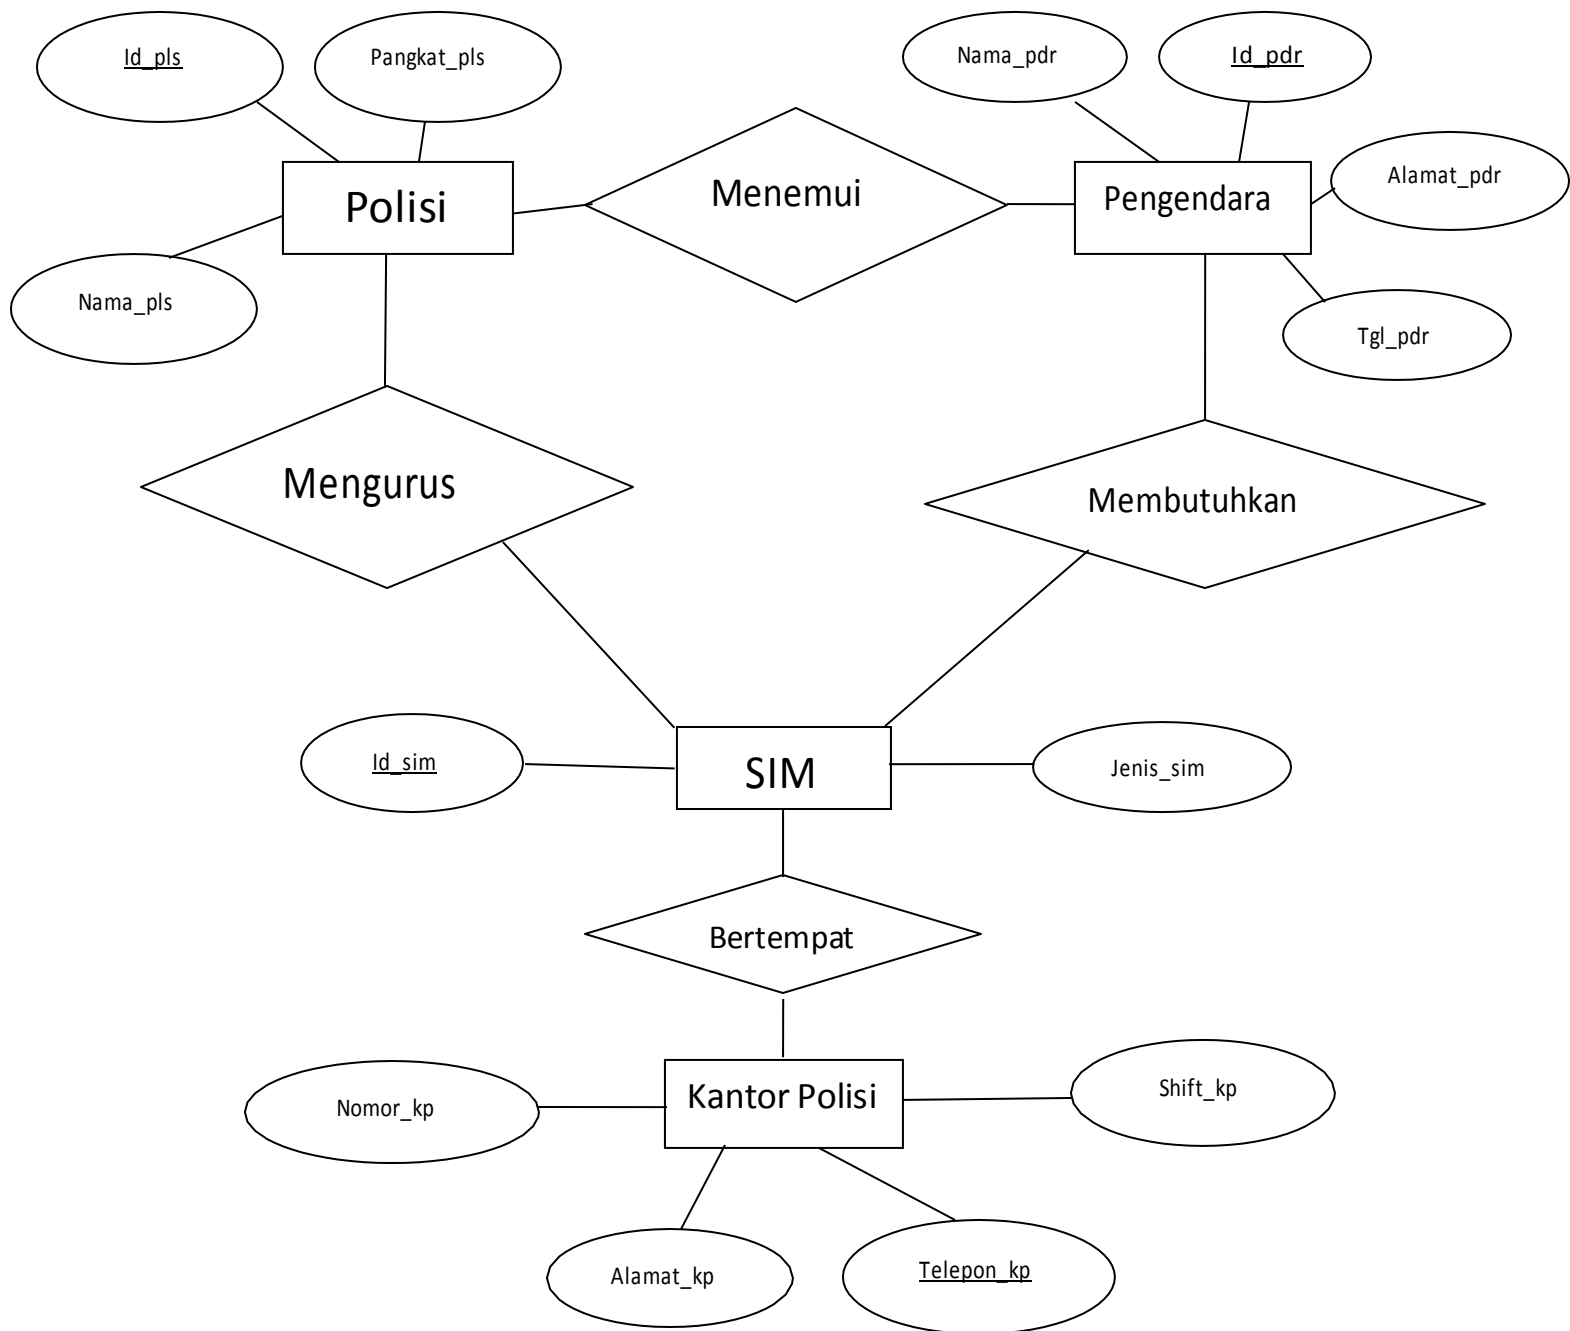 Id_pls
Pangkat_pls
Nama_pdr
Id_pdr
Polisi
Menemui
Pengendara
Alamat_pdr
Nama_pls
Tgl_pdr
Mengurus
Membutuhkan
Id_sim
SIM
Jenis_sim
Bertempat
Nomor_kp
Kantor Polisi
Shift_kp
Alamat_kp
Telepon_kp